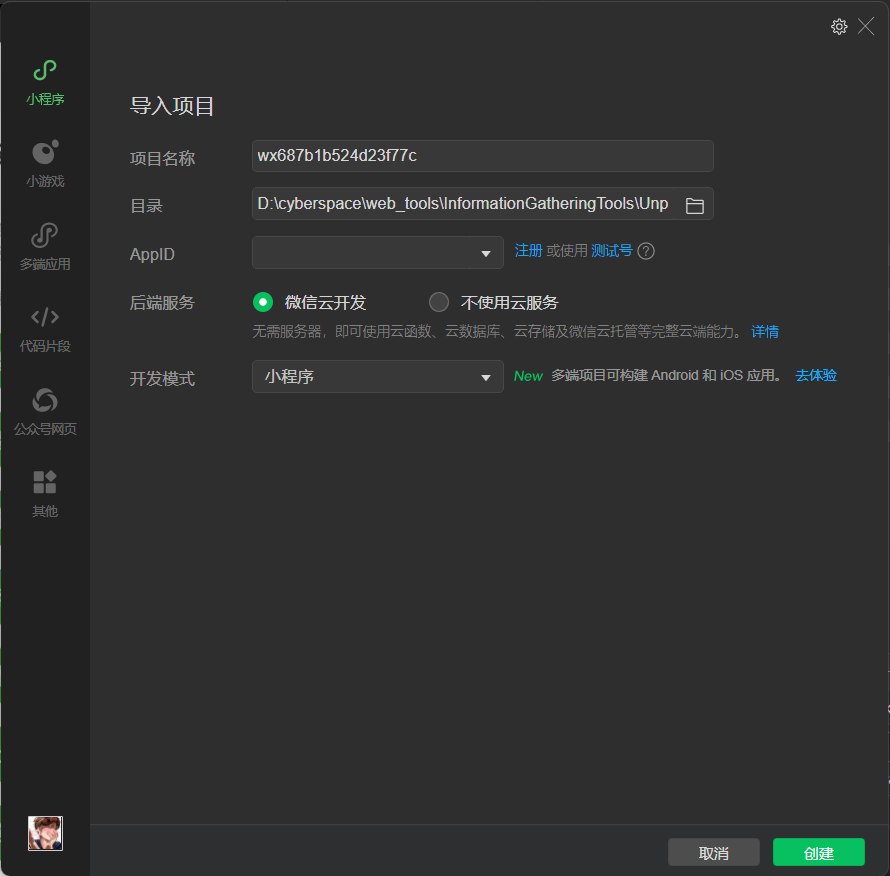 小程序
小游戏
多端应用
代码片段
公众号网页
其他
导入项目
项目名称 wx687b1b524d23f77c
目录 D:\cyberspace\web_tools\InformationGatheringTools\Unp
AppID 注册 或使用 测试号 ?
后端服务 微信云开发 不使用云服务
无需服务器，即可使用云函数、云数据库、云存储及微信云托管等完整云端能力。 详情
开发模式 小程序 New 多端项目可构建 Android 和 iOS 应用。 去体验
取消 创建